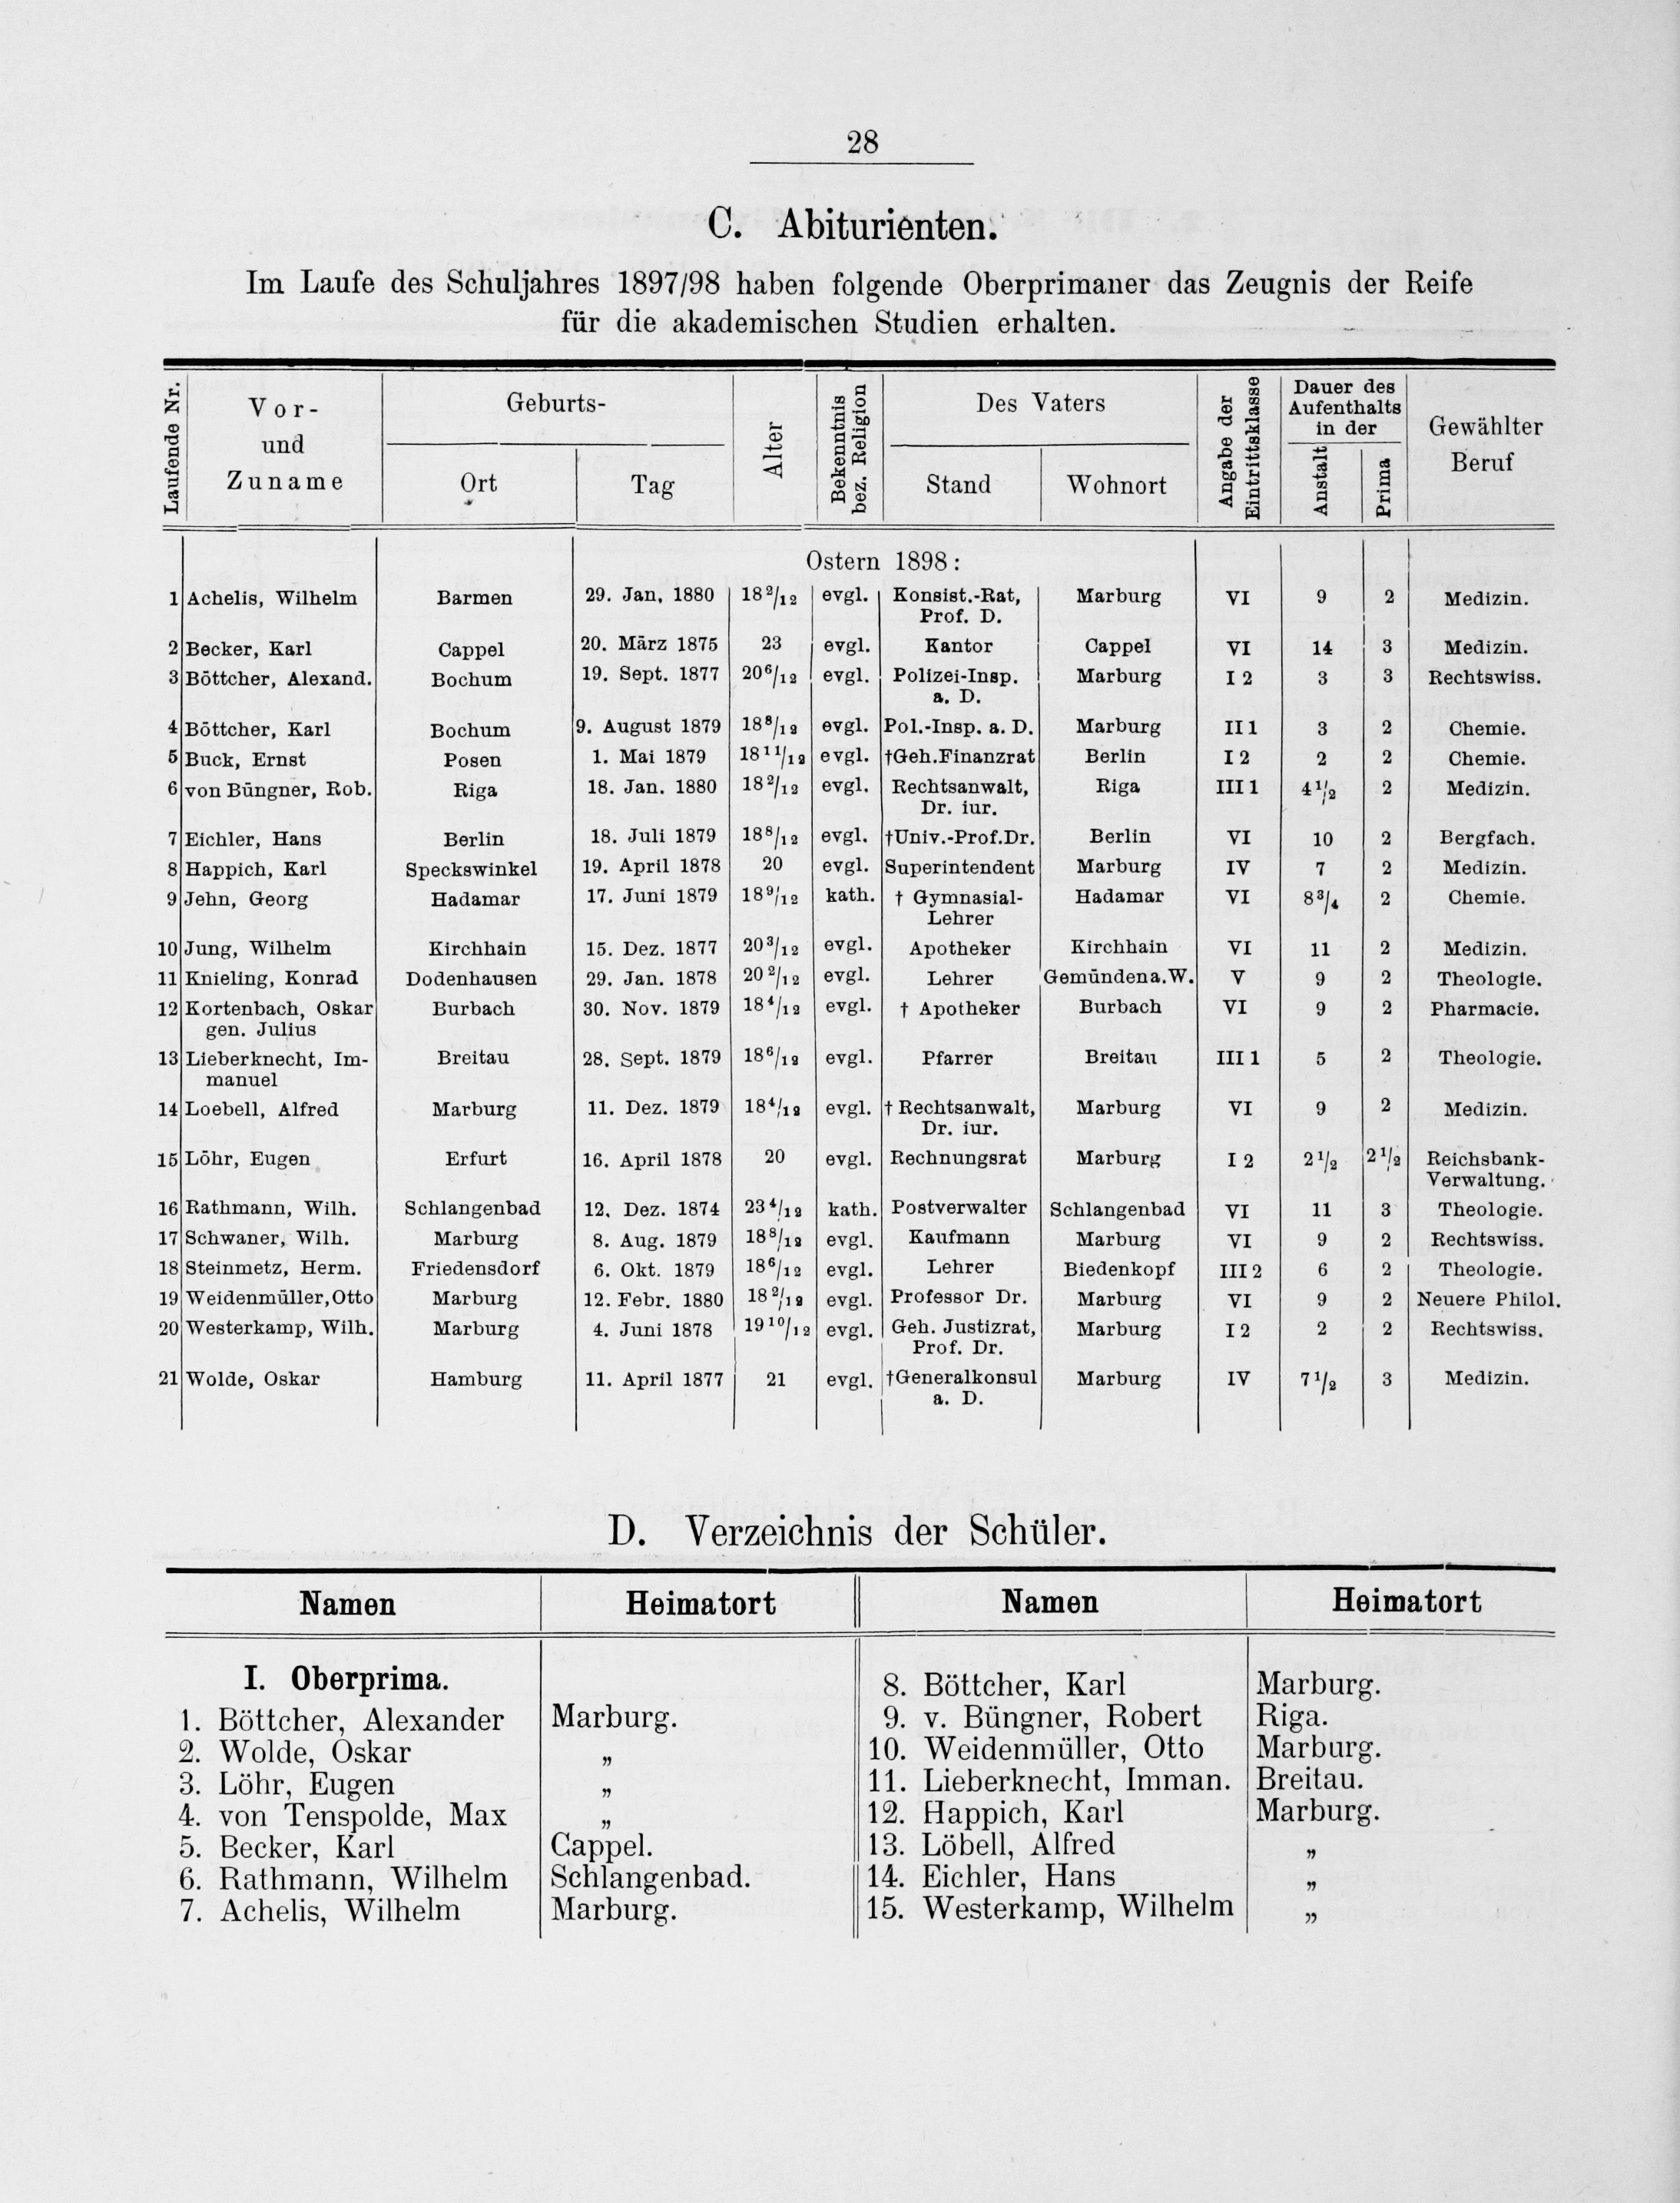 28
C. Abiturienten.
Im Laufe des Schuljahres 1897/98 haben folgende Oberprimaner das Zeugnis der Reife
für die akademischen Studien erhalten.
Laufende Nr. Vor- und Zuname Geburts- Ort Tag Alter Bekenntnis bez. Religion Des Vaters Stand Wohnort Angabe der Eintrittsklasse Dauer des Aufenthalts in der Anstalt Prima Gewählter Beruf
Ostern 1898:
1 Achelis, Wilhelm Barmen 29. Jan, 1880 18 2/12 evgl. Konsist.-Rat, Marburg VI 9 2 Medizin.
Prof. D.
2 Becker, Karl Cappel 20. März 1875 23 evgl. Kantor Cappel VI 14 3 Medizin.
3 Böttcher, Alexand. Bochum 19. Sept. 1877 20 6/12 evgl. Polizei-Insp. Marburg I 2 3 3 Rechtswiss.
a. D.
4 Böttcher, Karl Bochum 9. August 1879 18 8/12 evgl. Pol.-Insp. a. D. Marburg II 1 3 2 Chemie.
5 Buck, Ernst Posen 1. Mai 1879 18 11/12 evgl. †Geh.Finanzrat Berlin I 2 2 2 Chemie.
6 von Büngner, Rob. Riga 18. Jan. 1880 18 2/12 evgl. Rechtsanwalt, Riga III 1 4 1/2 2 Medizin.
Dr. iur.
7 Eichler, Hans Berlin 18. Juli 1879 18 8/12 evgl. †Univ.-Prof.Dr. Berlin VI 10 2 Bergfach.
8 Happich, Karl Speckswinkel 19. April 1878 20 evgl. Superintendent Marburg IV 7 2 Medizin.
9 Jehn, Georg Hadamar 17. Juni 1879 18 9/12 kath. † Gymnasial- Hadamar VI 8 3/4 2 Chemie.
Lehrer
10 Jung, Wilhelm Kirchhain 15. Dez. 1877 20 3/12 evgl. Apotheker Kirchhain VI 11 2 Medizin.
11 Knieling, Konrad Dodenhausen 29. Jan. 1878 20 2/12 evgl. Lehrer Gemünden a. W. V 9 2 Theologie.
12 Kortenbach, Oskar Burbach 30. Nov. 1879 18 4/12 evgl. † Apotheker Burbach VI 9 2 Pharmacie.
gen. Julius
13 Lieberknecht, Im- Breitau 28. Sept. 1879 18 6/12 evgl. Pfarrer Breitau III 1 5 2 Theologie.
manuel
14 Loebell, Alfred Marburg 11. Dez. 1879 18 4/12 evgl. † Rechtsanwalt, Marburg VI 9 2 Medizin.
Dr. iur.
15 Löhr, Eugen Erfurt 16. April 1878 20 evgl. Rechnungsrat Marburg I 2 2 1/2 2 1/2 Reichsbank-
Verwaltung.
16 Rathmann, Wilh. Schlangenbad 12. Dez. 1874 23 4/12 kath. Postverwalter Schlangenbad VI 11 3 Theologie.
17 Schwaner, Wilh. Marburg 8. Aug. 1879 18 8/12 evgl. Kaufmann Marburg VI 9 2 Rechtswiss.
18 Steinmetz, Herm. Friedensdorf 6. Okt. 1879 18 6/12 evgl. Lehrer Biedenkopf III 2 6 2 Theologie.
19 Weidenmüller, Otto Marburg 12. Febr. 1880 18 2/12 evgl. Professor Dr. Marburg VI 9 2 Neuere Philol.
20 Westerkamp, Wilh. Marburg 4. Juni 1878 19 10/12 evgl. Geh. Justizrat, Marburg I 2 2 2 Rechtswiss.
Prof. Dr.
21 Wolde, Oskar Hamburg 11. April 1877 21 evgl. †Generalkonsul Marburg IV 7 1/2 3 Medizin.
a. D.
D. Verzeichnis der Schüler.
Namen Heimatort Namen Heimatort
I. Oberprima.
1. Böttcher, Alexander Marburg.
2. Wolde, Oskar „
3. Löhr, Eugen „
4. von Tenspolde, Max „
5. Becker, Karl Cappel.
6. Rathmann, Wilhelm Schlangenbad.
7. Achelis, Wilhelm Marburg.
8. Böttcher, Karl Marburg.
9. v. Büngner, Robert Riga.
10. Weidenmüller, Otto Marburg.
11. Lieberknecht, Imman. Breitau.
12. Happich, Karl Marburg.
13. Löbell, Alfred „
14. Eichler, Hans „
15. Westerkamp, Wilhelm „